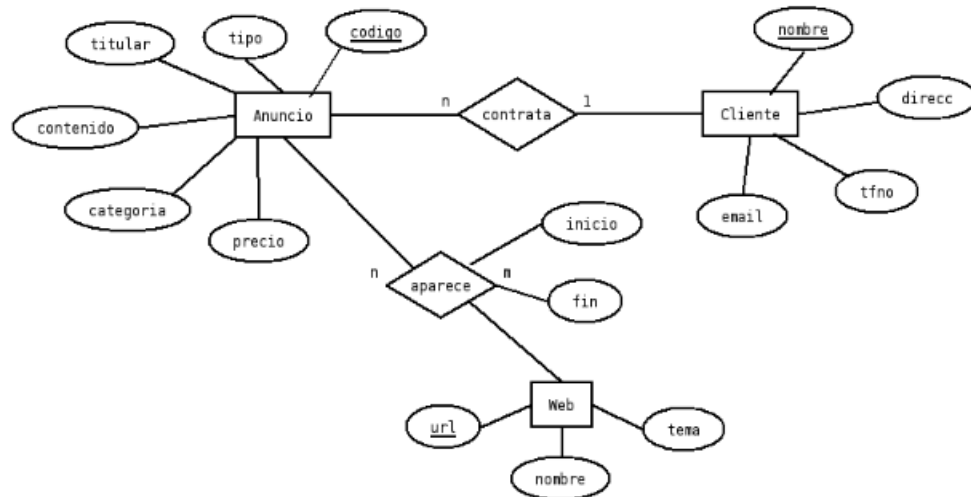 titular
tipo
codigo
nombre
contenido
Anuncio
n
contrata
1
Cliente
direcc
categoria
precio
email
tfno
inicio
n
aparece
m
fin
Web
url
tema
nombre